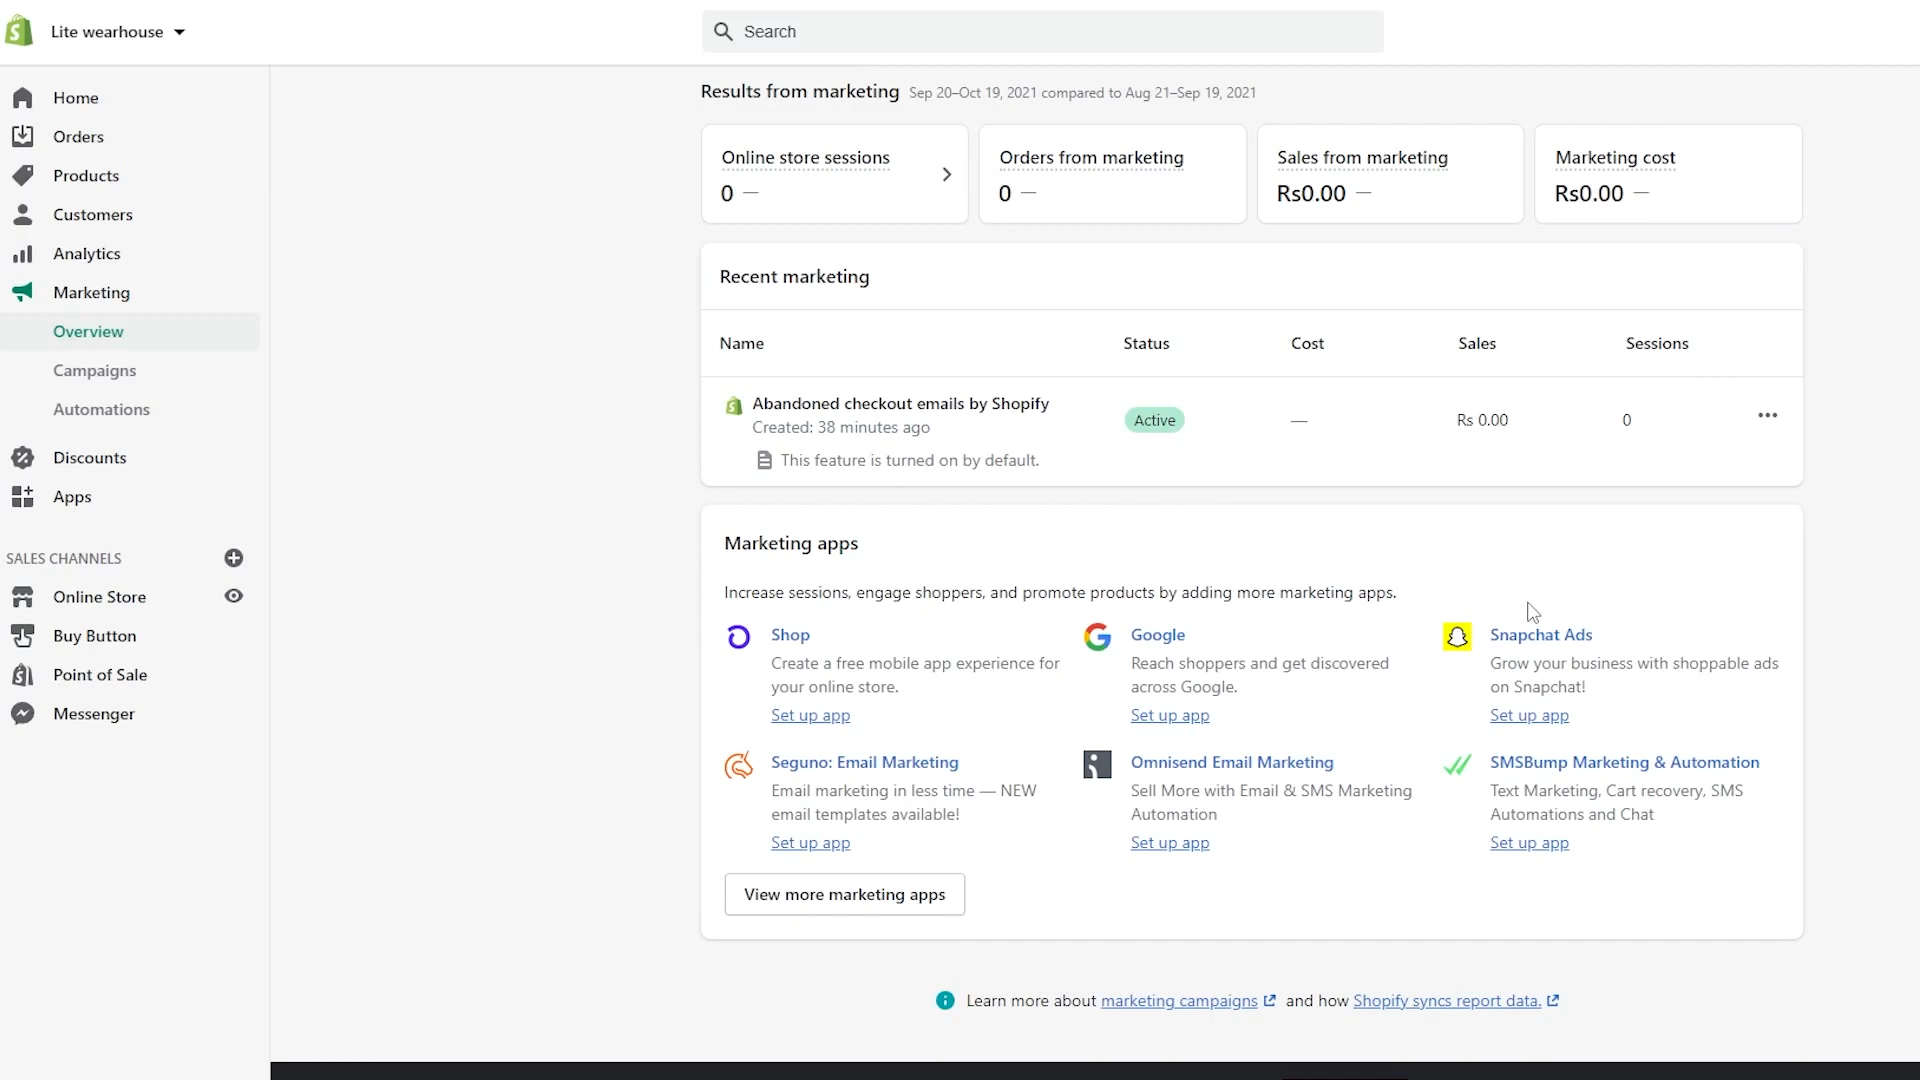 Lite wearhouse
Search
Home
Orders
Products
Customers
Analytics
Marketing
Overview
Campaigns
Automations
Discounts
Apps
SALES CHANNELS
Online Store
Buy Button
Point of Sale
Messenger
Results from marketing Sep 20–Oct 19, 2021 compared to Aug 21–Sep 19, 2021
Online store sessions
0 —
Orders from marketing
0 —
Sales from marketing
Rs0.00 —
Marketing cost
Rs0.00 —
Recent marketing
Name Status Cost Sales Sessions
Abandoned checkout emails by Shopify
Created: 38 minutes ago
Active — Rs 0.00 0
This feature is turned on by default.
Marketing apps
Increase sessions, engage shoppers, and promote products by adding more marketing apps.
Shop
Create a free mobile app experience for
your online store.
Set up app
Google
Reach shoppers and get discovered
across Google.
Set up app
Snapchat Ads
Grow your business with shoppable ads
on Snapchat!
Set up app
Seguno: Email Marketing
Email marketing in less time — NEW
email templates available!
Set up app
Omnisend Email Marketing
Sell More with Email & SMS Marketing
Automation
Set up app
SMSBump Marketing & Automation
Text Marketing, Cart recovery, SMS
Automations and Chat
Set up app
View more marketing apps
Learn more about marketing campaigns and how Shopify syncs report data.